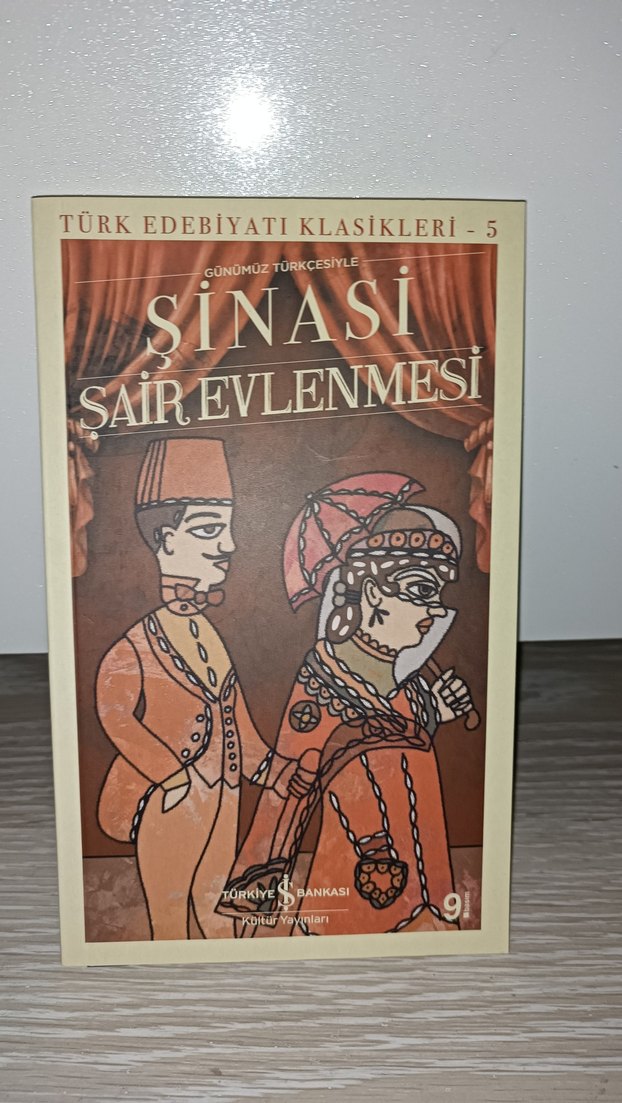 TÜRK EDEBİYATI KLASİKLERİ - 5
GÜNÜMÜZ TÜRKÇESİYLE
ŞİNASİ
ŞAİR EVLENMESİ
TÜRKİYE İŞ BANKASI
Kültür Yayınları
9. basım